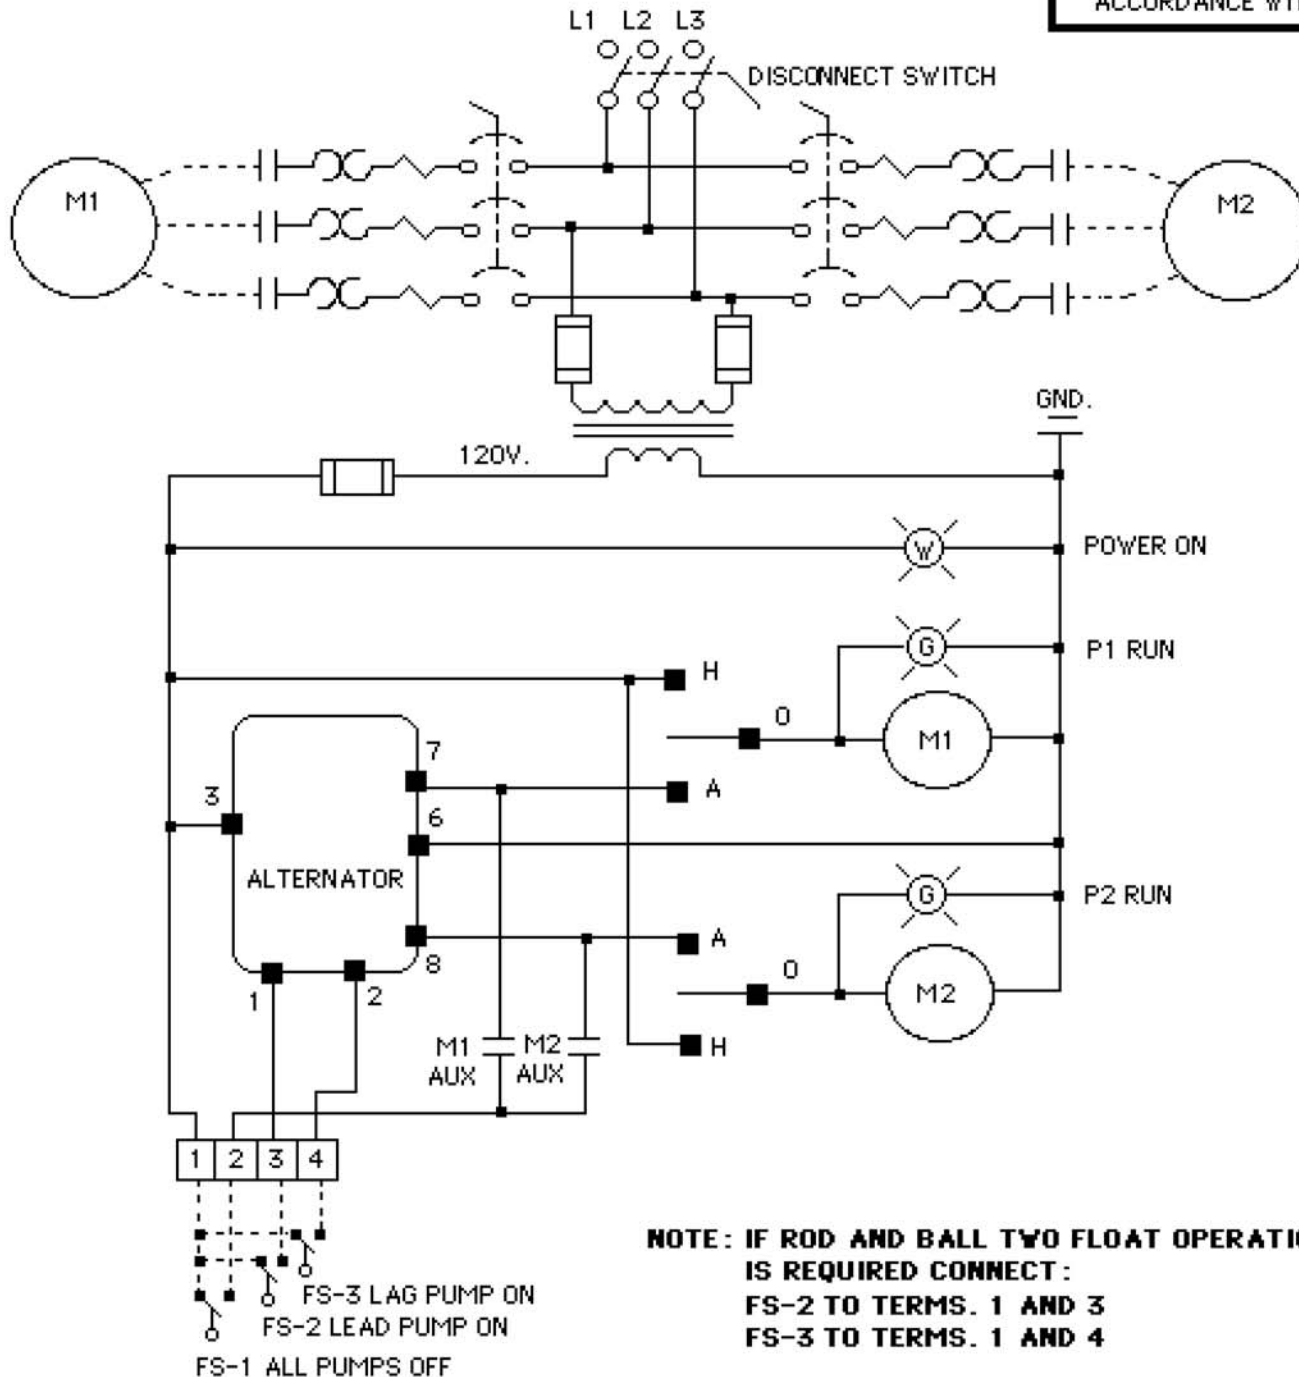 ACCORDANCE
L1 L2 L3
DISCONNECT SWITCH
M1
M2
GND.
120V.
W
POWER ON
G
P1 RUN
H
O
M1
7
A
3
6
ALTERNATOR
G
P2 RUN
8
A
O
M2
1
2
H
M1
AUX
M2
AUX
1 2 3 4
NOTE: IF ROD AND BALL TWO FLOAT
IS REQUIRED CONNECT:
FS-2 TO TERMS. 1 AND 3
FS-3 TO TERMS. 1 AND 4
FS-3 LAG PUMP ON
FS-2 LEAD PUMP ON
FS-1 ALL PUMPS OFF